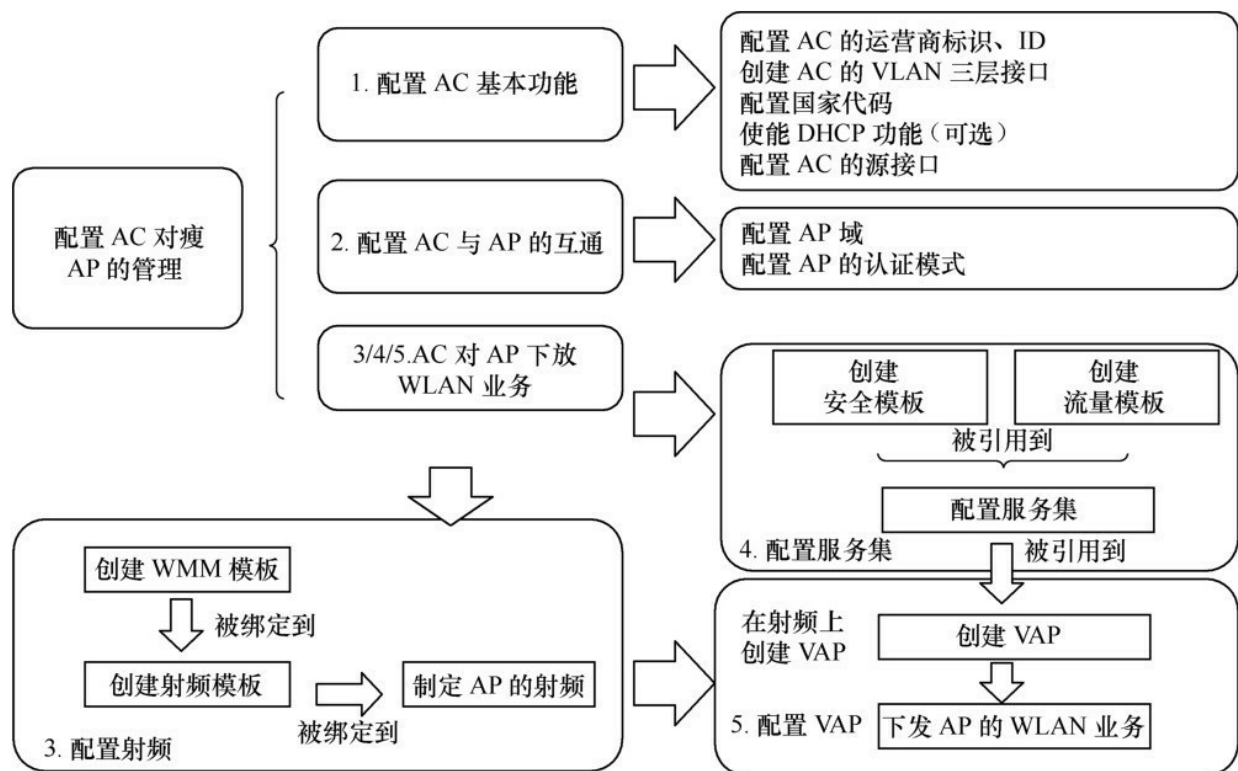 配置 AC 对瘦
AP 的管理
1. 配置 AC 基本功能
配置 AC 的运营商标识、ID
创建 AC 的 VLAN 三层接口
配置国家代码
使能 DHCP 功能（可选）
配置 AC 的源接口
2. 配置 AC 与 AP 的互通
配置 AP 域
配置 AP 的认证模式
3/4/5.AC 对 AP 下放
WLAN 业务
创建
安全模板
创建
流量模板
被引用到
配置服务集
4. 配置服务集
被引用到
创建 WMM 模板
被绑定到
创建射频模板
被绑定到
制定 AP 的射频
3. 配置射频
在射频上
创建 VAP
创建 VAP
5. 配置 VAP
下发 AP 的 WLAN 业务